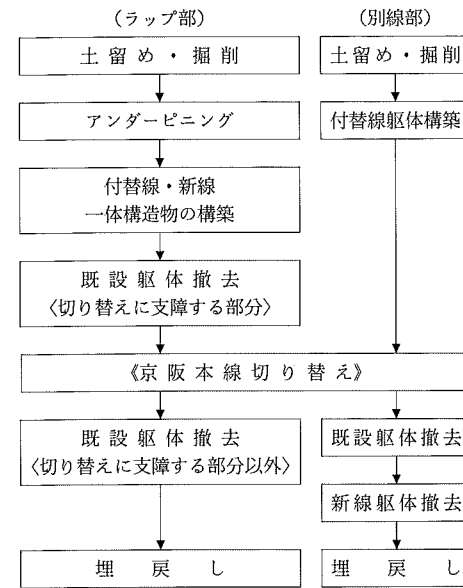 (ラップ部)
土留め・掘削
アンダーピニング
付替線・新線
一体構造物の構築
既設躯体撤去
〈切り替えに支障する部分〉
(別線部)
土留め・掘削
付替線躯体構築
《京阪本線切り替え》
既設躯体撤去
〈切り替えに支障する部分以外〉
埋戻し
既設躯体撤去
新線躯体撤去
埋戻し